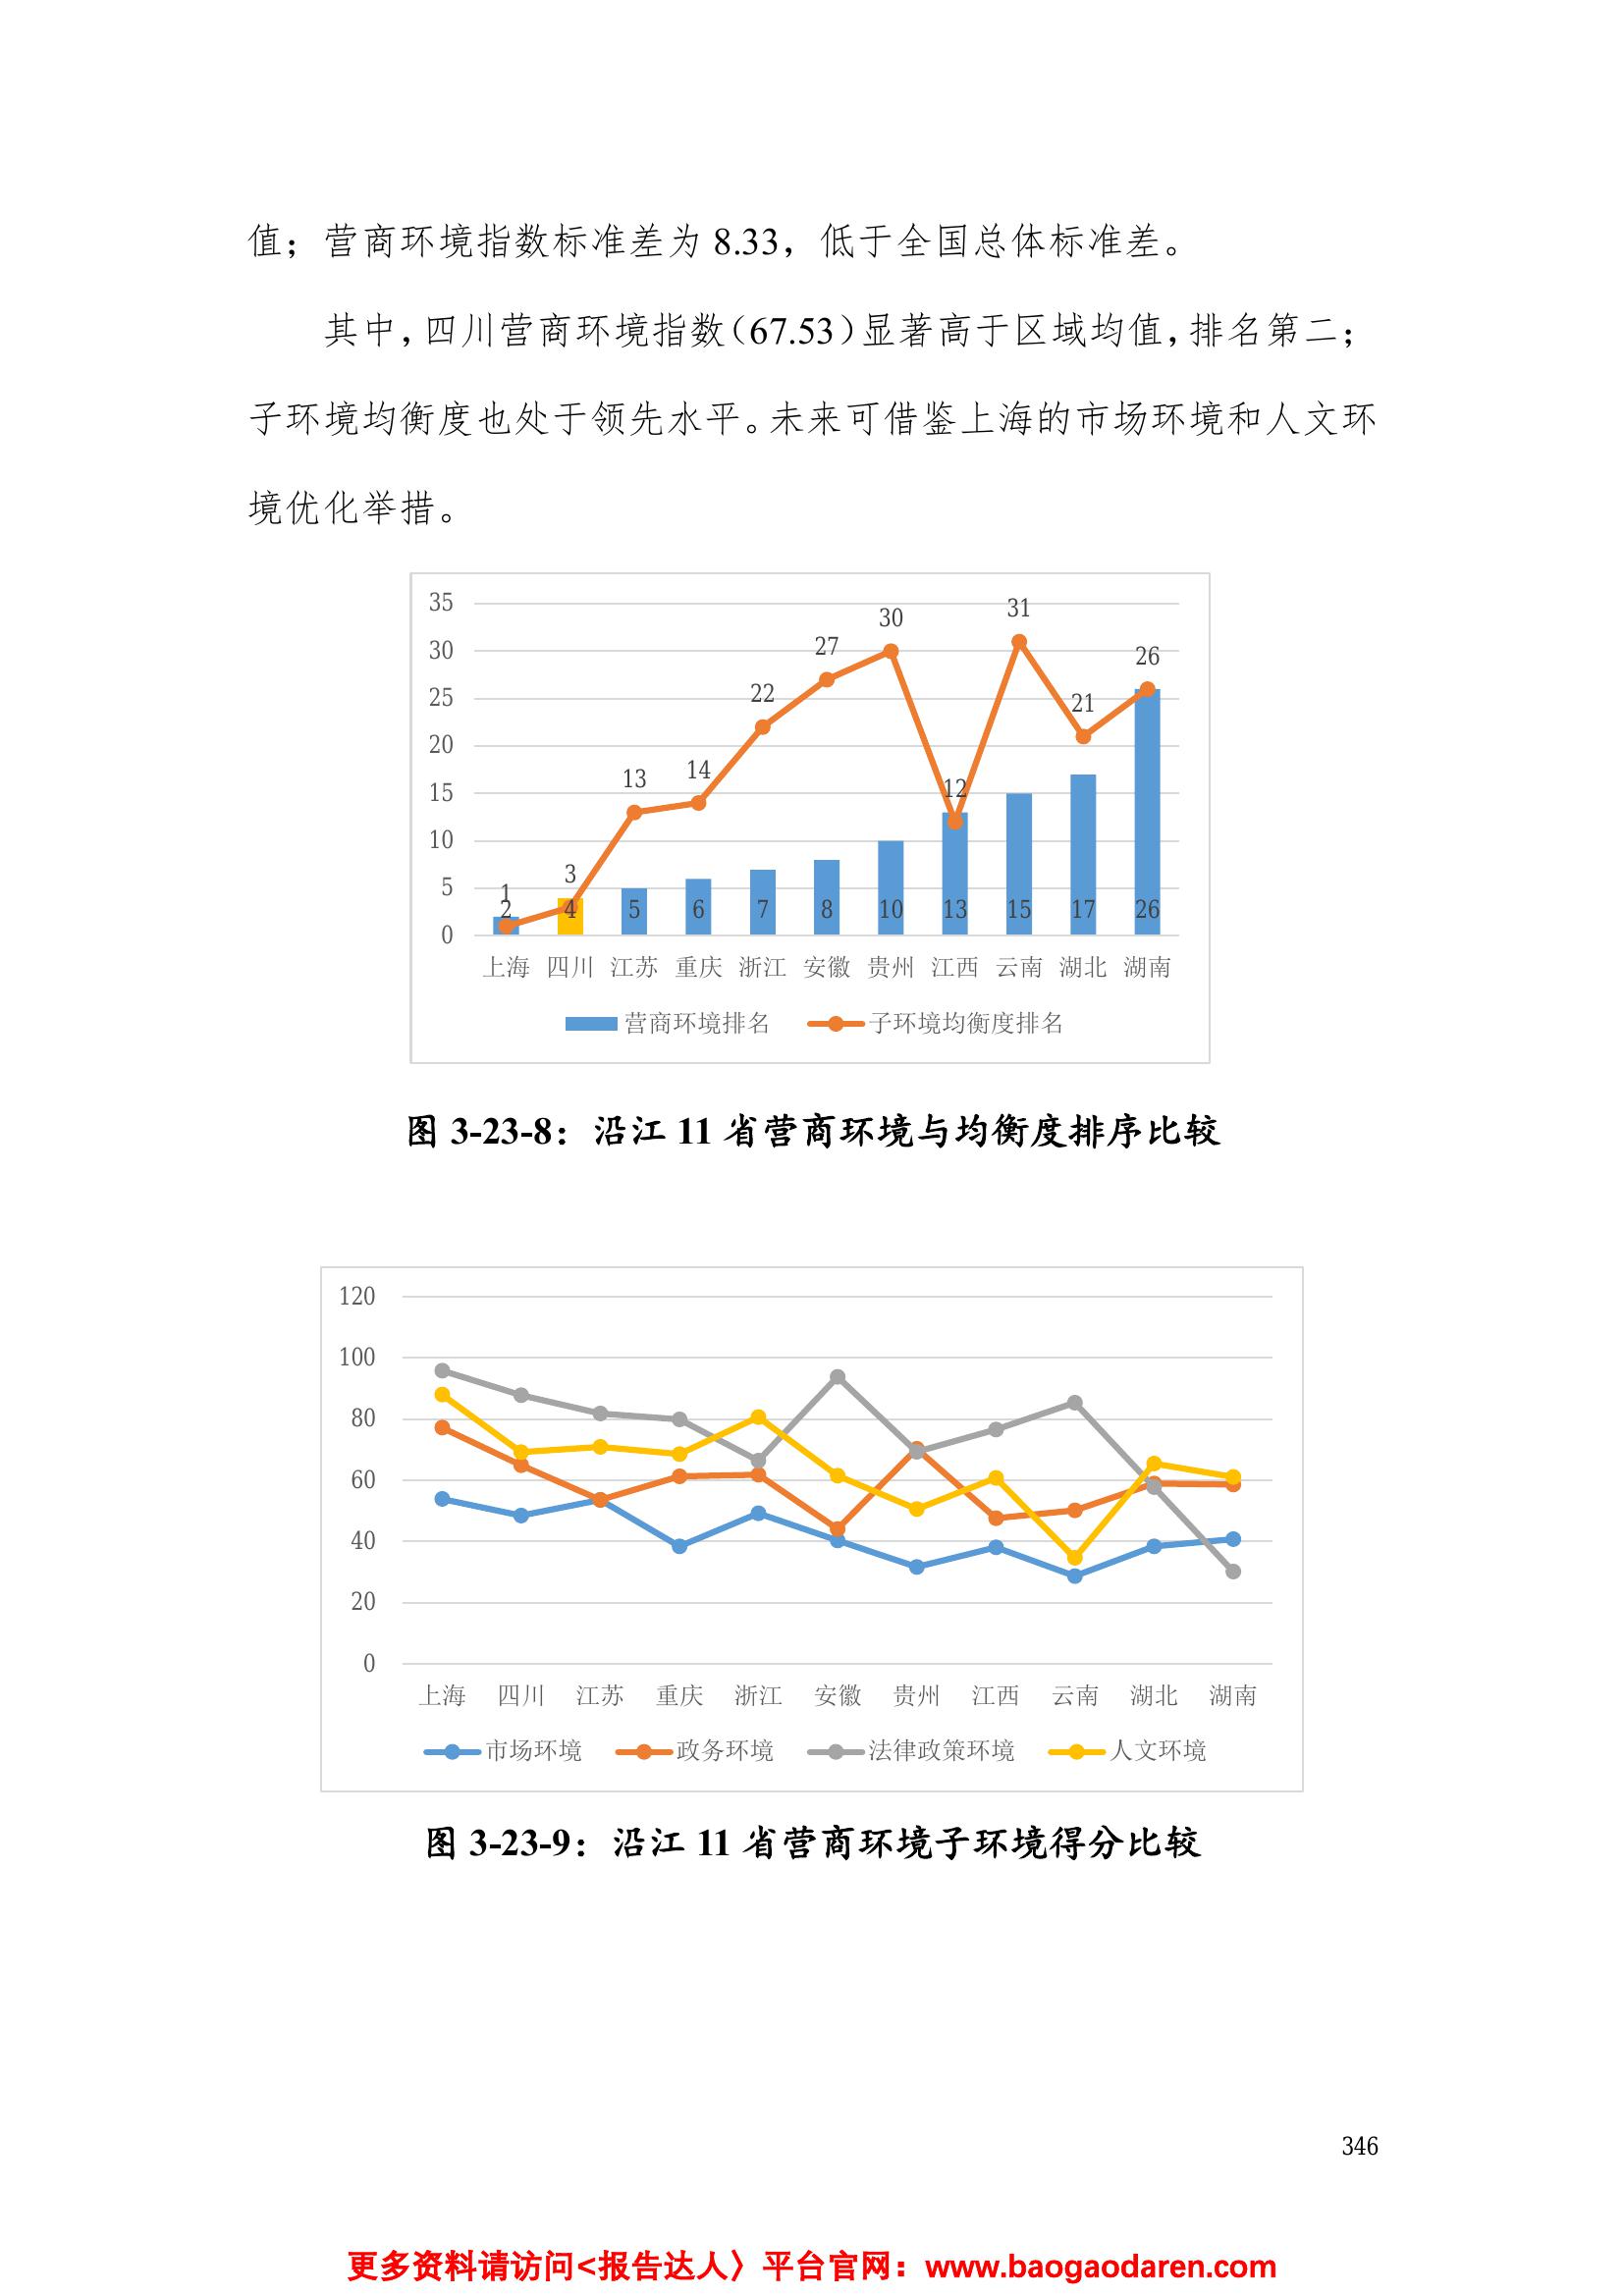 值；营商环境指数标准差为 8.33，低于全国总体标准差。
其中，四川营商环境指数（67.53）显著高于区域均值，排名第二；
子环境均衡度也处于领先水平。未来可借鉴上海的市场环境和人文环
境优化举措。
35
30
25
20
15
10
5
0
1 3 13 14 22 27 30 12 31 21 26
2 4 5 6 7 8 10 13 15 17 26
上海 四川 江苏 重庆 浙江 安徽 贵州 江西 云南 湖北 湖南
营商环境排名 子环境均衡度排名
图 3-23-8：沿江 11 省营商环境与均衡度排序比较
120
100
80
60
40
20
0
上海 四川 江苏 重庆 浙江 安徽 贵州 江西 云南 湖北 湖南
市场环境 政务环境 法律政策环境 人文环境
图 3-23-9：沿江 11 省营商环境子环境得分比较
346
更多资料请访问<报告达人〉平台官网：www.baogaodaren.com